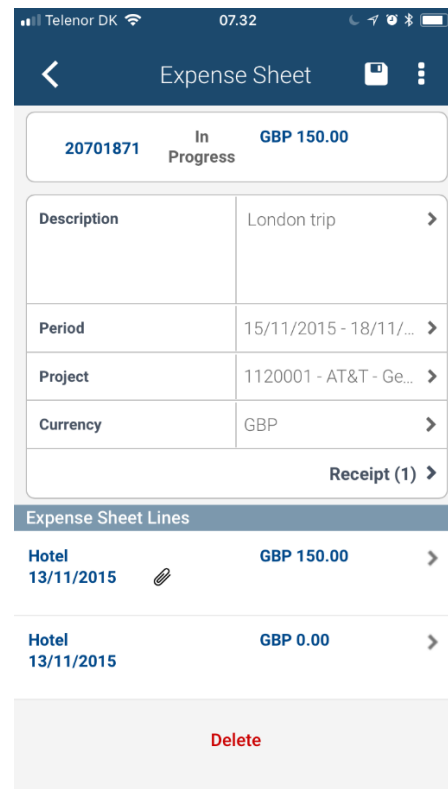 Telenor DK 07.32
Expense Sheet
20701871 In Progress GBP 150.00
Description London trip
Period 15/11/2015 - 18/11/...
Project 1120001 - AT&T - Ge...
Currency GBP
Receipt (1)
Expense Sheet Lines
Hotel GBP 150.00
13/11/2015
Hotel GBP 0.00
13/11/2015
Delete